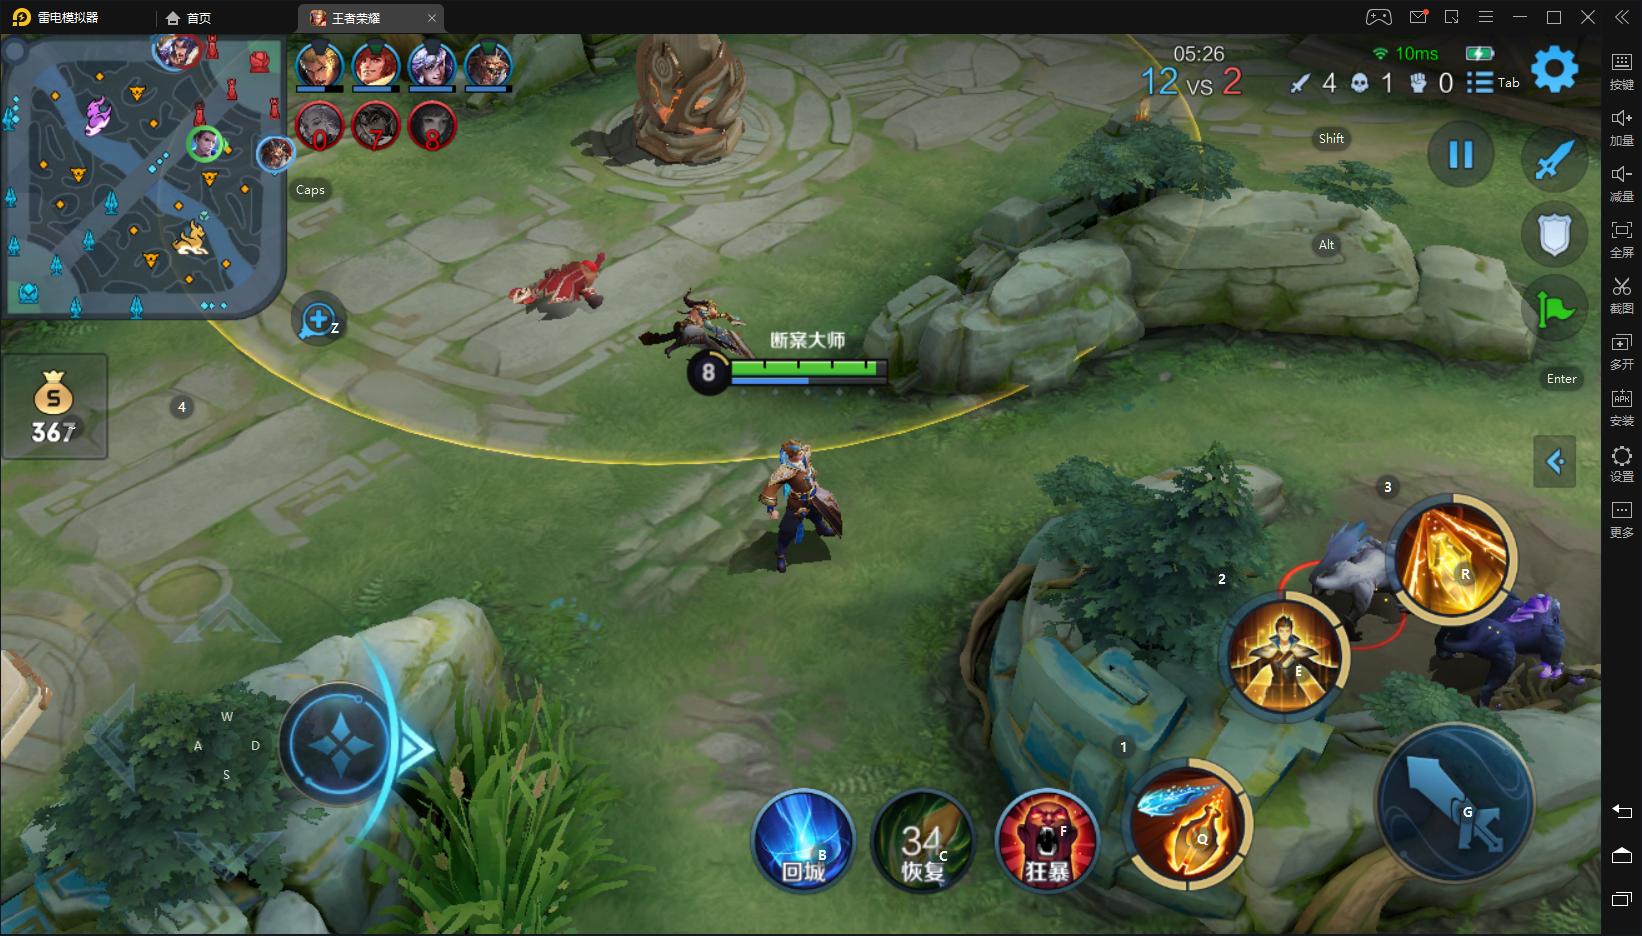 雷电模拟器
首页
王者荣耀
05:26
12 vs 2
10ms
4
1
0
Tab
0
7
8
Caps
Shift
Alt
Z
断案大师
8
Enter
367
4
3
R
2
E
1
W
A
D
S
G
B
回城
34
C
恢复
F
狂暴
Q
按键
加量
减量
全屏
截图
多开
APK
安装
设置
更多